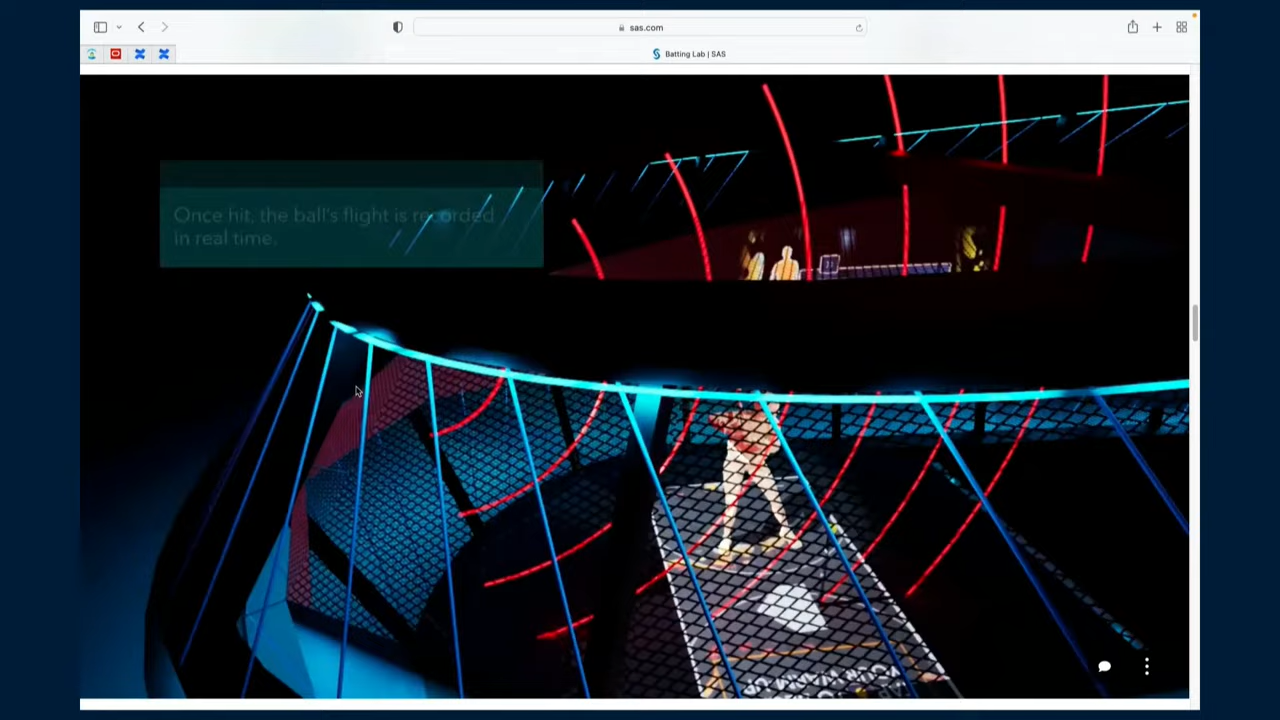 sas.com
Batting Lab | SAS
Once hit, the ball's flight is recorded
in real time.